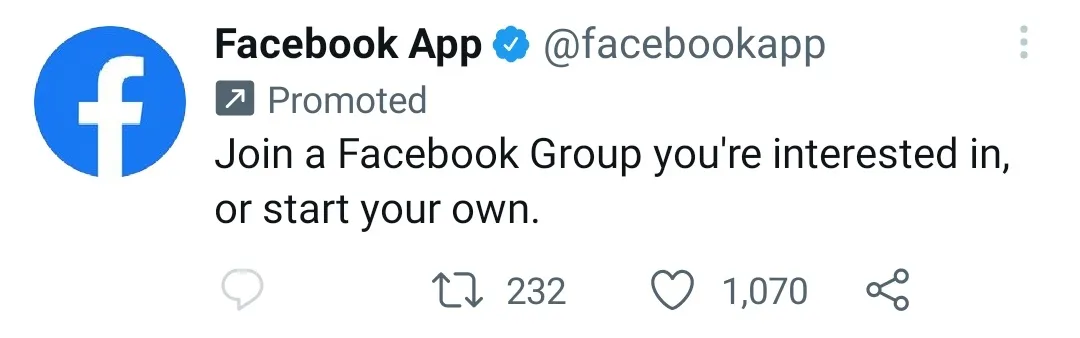 Facebook App @facebookapp
Promoted
Join a Facebook Group you're interested in,
or start your own.
232 1,070